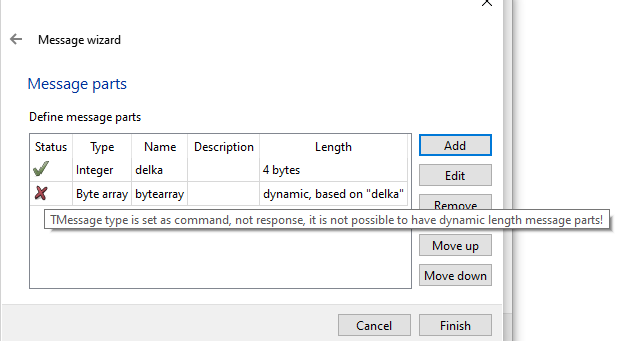 Message wizard
Message parts
Define message parts
Status Type Name Description Length
Integer delka 4 bytes
Byte array bytearray dynamic, based on "delka"
TMessage type is set as command, not response, it is not possible to have dynamic length message parts!
Add
Edit
Remove
Move up
Move down
Cancel Finish